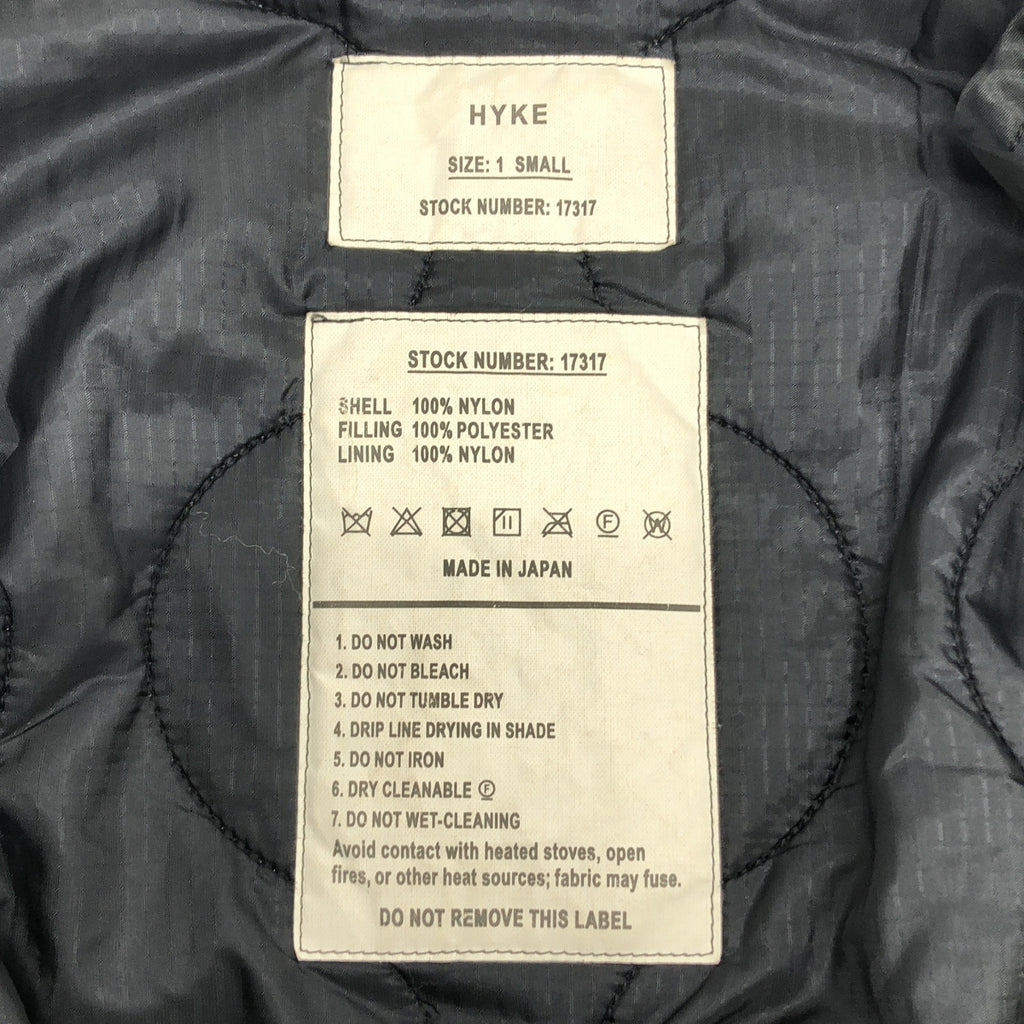 HYKE
SIZE: 1 SMALL
STOCK NUMBER: 17317
STOCK NUMBER: 17317
SHELL 100% NYLON
FILLING 100% POLYESTER
LINING 100% NYLON
F W
MADE IN JAPAN
1. DO NOT WASH
2. DO NOT BLEACH
3. DO NOT TUMBLE DRY
4. DRIP LINE DRYING IN SHADE
5. DO NOT IRON
6. DRY CLEANABLE Ⓕ
7. DO NOT WET-CLEANING
Avoid contact with heated stoves, open
fires, or other heat sources; fabric may fuse.
DO NOT REMOVE THIS LABEL